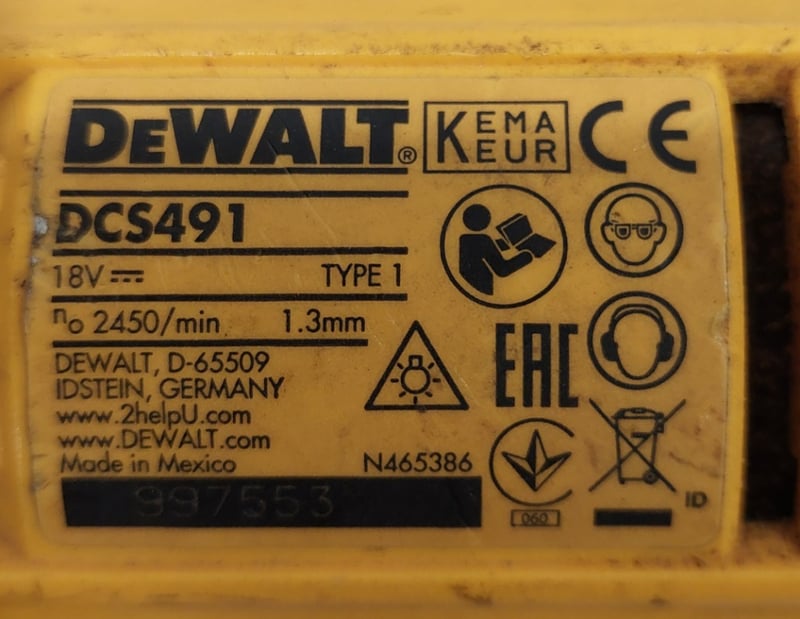 DEWALT®
KEMA
KEUR
CE
DCS491
18V TYPE 1
n₀ 2450/min 1.3mm
DEWALT, D-65509
IDSTEIN, GERMANY
www.2helpU.com
www.DEWALT.com
Made in Mexico N465386
997553
EAC
060
ID